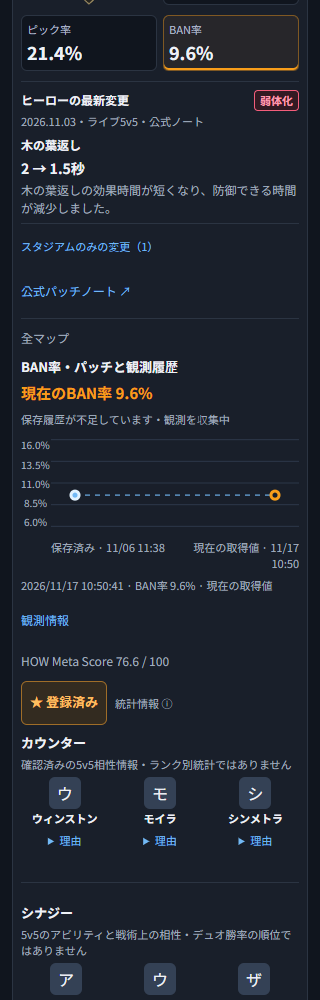 ピック率
21.4%
BAN率
9.6%
ヒーローの最新変更
弱体化
2026.11.03・ライブ5v5・公式ノート
木の葉返し
2 → 1.5秒
木の葉返しの効果時間が短くなり、防御できる時間
が減少しました。
スタジアムのみの変更（1）
公式パッチノート ↗
全マップ
BAN率・パッチと観測履歴
現在のBAN率 9.6%
保存履歴が不足しています・観測を収集中
16.0%
13.5%
11.0%
8.5%
6.0%
保存済み · 11/06 11:38
現在の取得値 · 11/17
10:50
2026/11/17 10:50:41 · BAN率 9.6% · 現在の取得値
観測情報
HOW Meta Score 76.6 / 100
★ 登録済み
統計情報 ⓘ
カウンター
確認済みの5v5相性情報・ランク別統計ではありません
ウ
モ
シ
ウィンストン
モイラ
シンメトラ
▶ 理由
▶ 理由
▶ 理由
シナジー
5v5のアビリティと戦術上の相性・デュオ勝率の順位で
はありません
ア
ウ
ザ